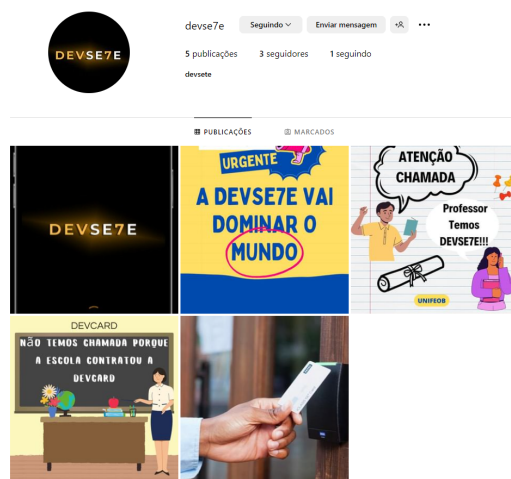 devse7e Seguindo Enviar mensagem
5 publicações 3 seguidores 1 seguindo
devsete
DEVSE7E
PUBLICAÇÕES MARCADOS
DEVSE7E
URGENTE
A DEVSE7E VAI
DOMINAR O
MUNDO
ATENÇÃO
CHAMADA
Professor
Temos
DEVSE7E!!!
UNIFEOB
DEVCARD
NÃO TEMOS CHAMADA PORQUE
A ESCOLA CONTRATOU A
DEVCARD